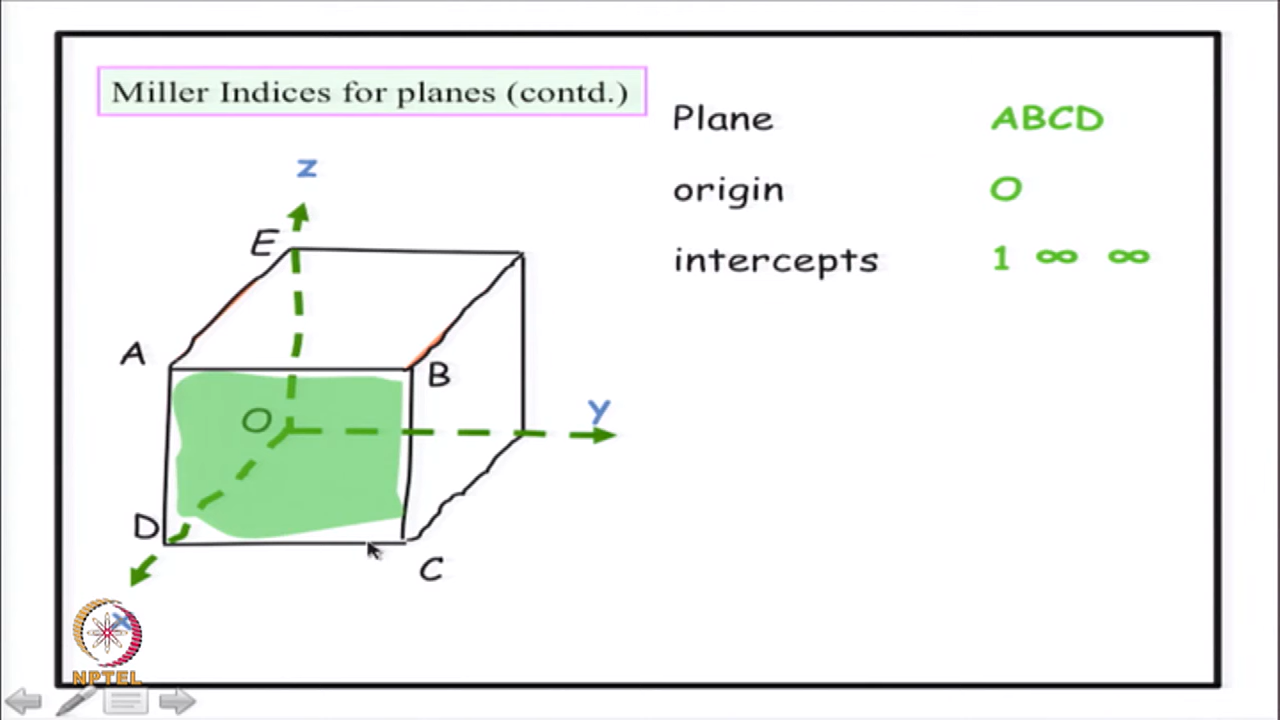 Miller Indices for planes (contd.)
Plane ABCD
origin O
intercepts 1 ∞ ∞
z
E
A
B
O
y
D
C
x
NPTEL